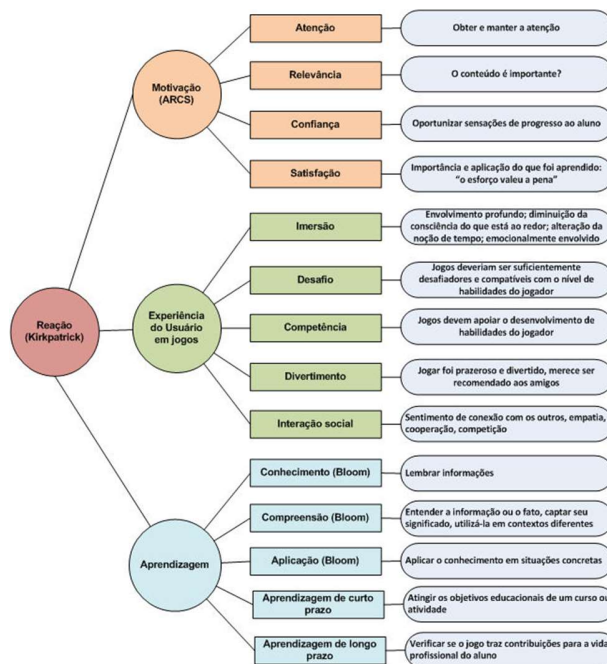 Reação
(Kirkpatrick)
Motivação
(ARCS)
Atenção
Obter e manter a atenção
Relevância
O conteúdo é importante?
Confiança
Oportunizar sensações de progresso ao aluno
Satisfação
Importância e aplicação do que foi aprendido:
“o esforço valeu a pena”
Experiência
do Usuário
em jogos
Imersão
Envolvimento profundo; diminuição da
consciência do que está ao redor; alteração da
noção de tempo; emocionalmente envolvido
Desafio
Jogos deveriam ser suficientemente
desafiadores e compatíveis com o nível de
habilidades do jogador
Competência
Jogos devem apoiar o desenvolvimento de
habilidades do jogador
Divertimento
Jogar foi prazeroso e divertido, merece ser
recomendado aos amigos
Interação social
Sentimento de conexão com os outros, empatia,
cooperação, competição
Aprendizagem
Conhecimento (Bloom)
Lembrar informações
Compreensão (Bloom)
Entender a informação ou o fato, captar seu
significado, utilizá-la em contextos diferentes
Aplicação (Bloom)
Aplicar o conhecimento em situações concretas
Aprendizagem de curto
prazo
Atingir os objetivos educacionais de um curso ou
atividade
Aprendizagem de longo
prazo
Verificar se o jogo traz contribuições para a vida
profissional do aluno